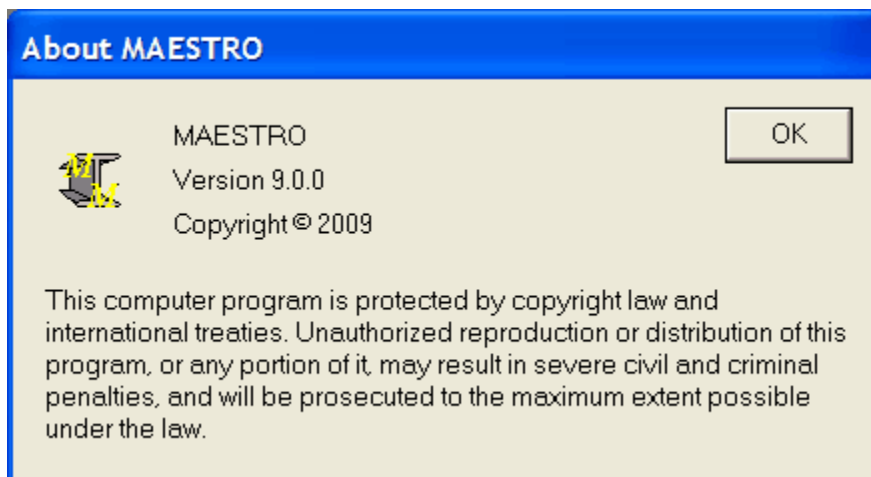 About MAESTRO
MAESTRO
OK
Version 9.0.0
Copyright © 2009
MM
This computer program is protected by copyright law and
international treaties. Unauthorized reproduction or distribution of this
program, or any portion of it, may result in severe civil and criminal
penalties, and will be prosecuted to the maximum extent possible
under the law.